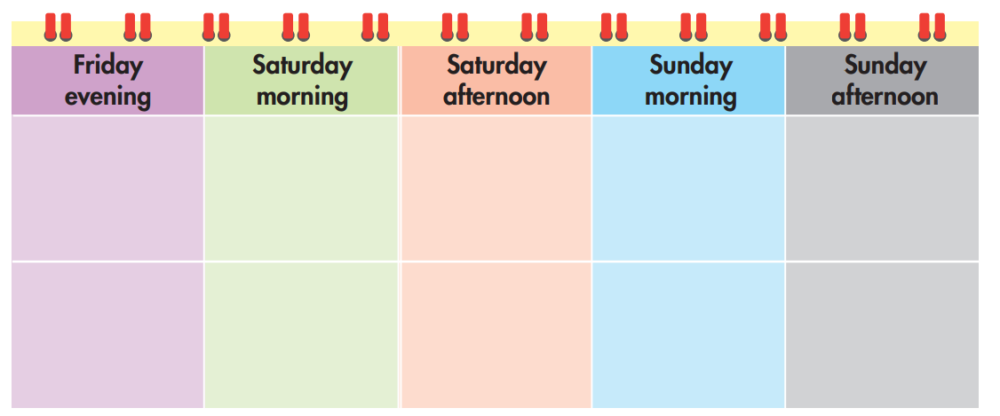 Friday
evening
Saturday
morning
Saturday
afternoon
Sunday
morning
Sunday
afternoon